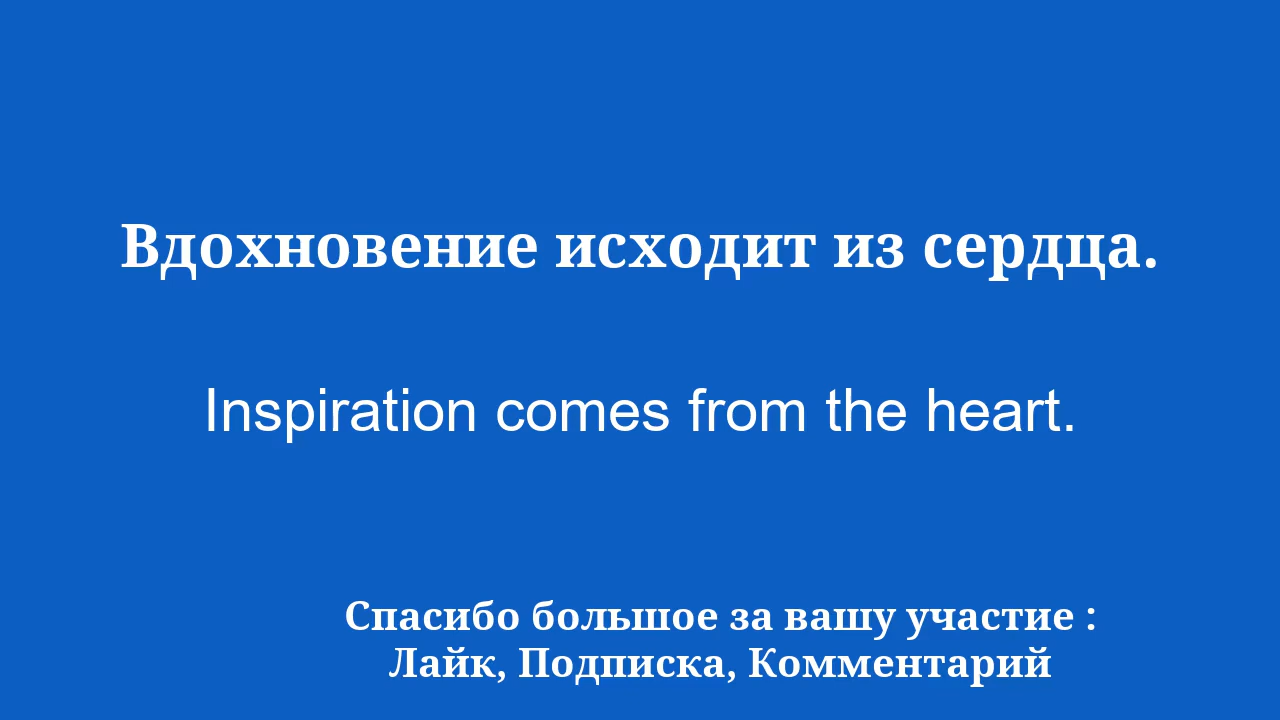 Вдохновение исходит из сердца.
Inspiration comes from the heart.
Спасибо большое за вашу участие :
Лайк, Подписка, Комментарий